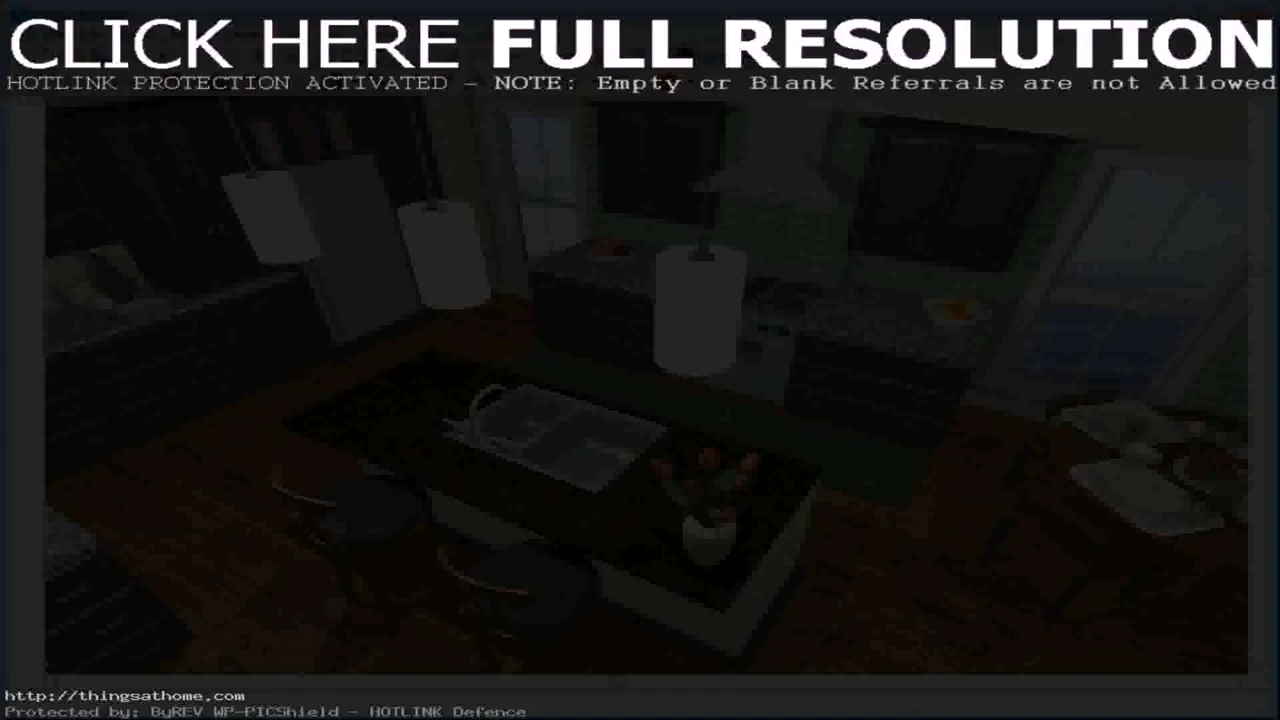 CLICK HERE FULL RESOLUTION
HOTLINK PROTECTION ACTIVATED - NOTE: Empty or Blank Referrals are not Allowed
http://thingsathome.com
Protected by: ByREV WP-PICShield - HOTLINK Defence